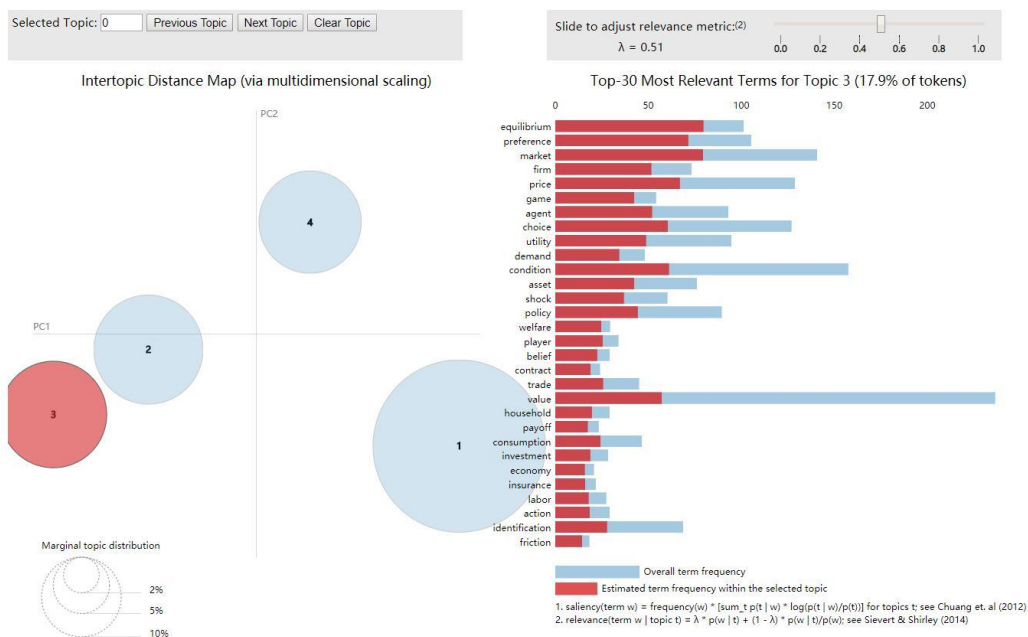 Selected Topic: 0 Previous Topic Next Topic Clear Topic
Slide to adjust relevance metric:(2)
λ = 0.51
0.0 0.2 0.4 0.6 0.8 1.0
Intertopic Distance Map (via multidimensional scaling)
PC2
PC1
4
2
3
1
Marginal topic distribution
2%
5%
10%
Top-30 Most Relevant Terms for Topic 3 (17.9% of tokens)
0 50 100 150 200
equilibrium
preference
market
firm
price
game
agent
choice
utility
demand
condition
asset
shock
policy
welfare
player
belief
contract
trade
value
household
payoff
consumption
investment
economy
insurance
labor
action
identification
friction
Overall term frequency
Estimated term frequency within the selected topic
1. saliency(term w) = frequency(w) * [sum_t p(t | w) * log(p(t | w)/p(t))] for topics t; see Chuang et. al (2012)
2. relevance(term w | topic t) = λ * p(w | t) + (1 - λ) * p(w | t)/p(w); see Sievert & Shirley (2014)